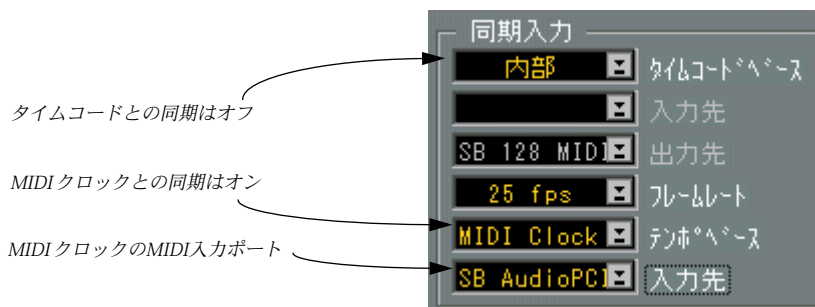 同期入力
内部 タイムコードベース
タイムコードとの同期はオフ
入力先
SB 128 MIDI 出力先
MIDIクロックとの同期はオン
25 fps フレームレート
MIDI Clock テンポベース
MIDIクロックのMIDI入力ポート
SB AudioPCI 入力先